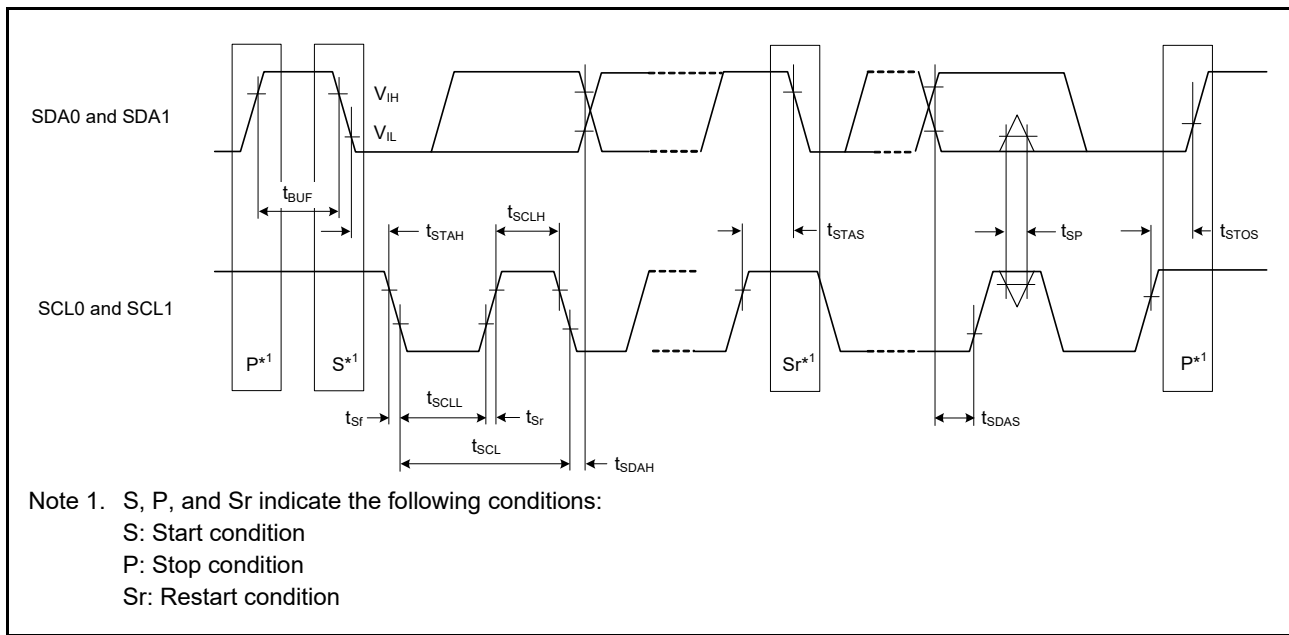 SDA0 and SDA1
VIH
VIL
tBUF
tSTAH
tSCLH
tSTAS
tSP
tSTOS
SCL0 and SCL1
P*1
S*1
Sr*1
P*1
tSf
tSCLL
tSr
tSCL
tSDAH
tSDAS
Note 1. S, P, and Sr indicate the following conditions:
S: Start condition
P: Stop condition
Sr: Restart condition